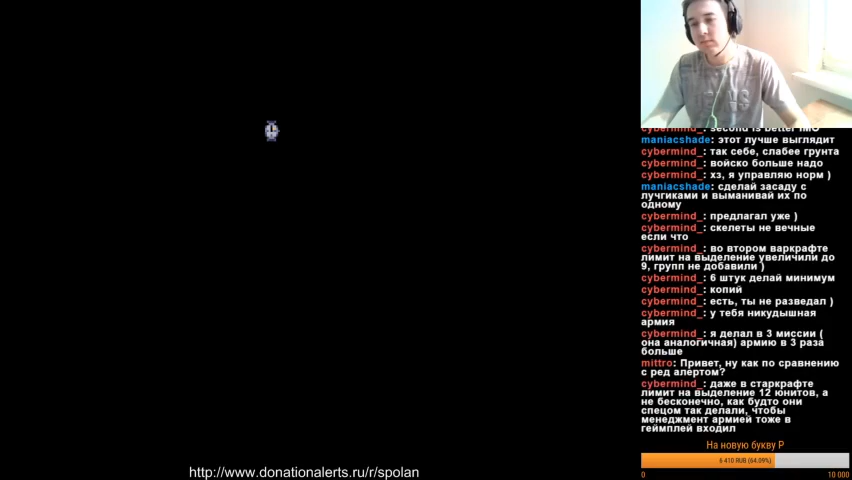 cybermind_: second is better IMO
maniacshade: этот лучше выглядит
cybermind_: так себе, слабее грунта
cybermind_: войско больше надо
cybermind_: хз, я управляю норм )
maniacshade: сделай засаду с
лучгиками и выманивай их по
одному
cybermind_: предлагал уже )
cybermind_: скелеты не вечные
если что
cybermind_: во втором варкрафте
лимит на выделение увеличили до
9, групп не добавили )
cybermind_: 6 штук делай минимум
cybermind_: копий
cybermind_: есть, ты не разведал )
cybermind_: у тебя никудышная
армия
cybermind_: я делал в 3 миссии (
она аналогичная) армию в 3 раза
больше
mittro: Привет, ну как по сравнению
с ред алертом?
cybermind_: даже в старкрафте
лимит на выделение 12 юнитов, а
не бесконечно, как будто они
спецом так делали, чтобы
менеджмент армией тоже в
геймплей входил
На новую букву Р
6 410 RUB (64.09%)
0 10 000
http://www.donationalerts.ru/r/spolan